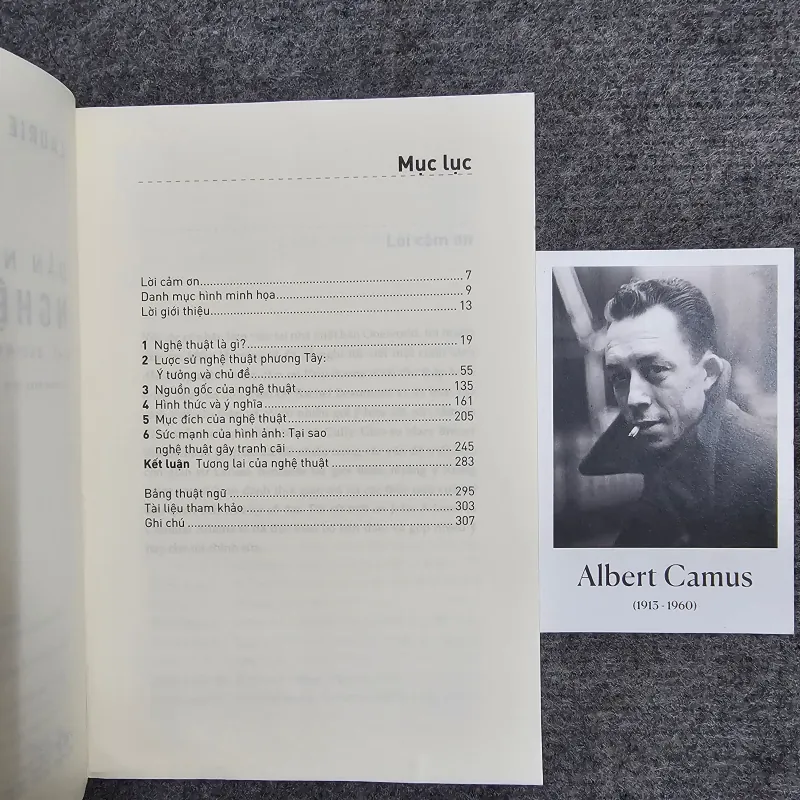 Mục lục
Lời cảm ơn
Lời cảm ơn........7
Danh mục hình minh họa........9
Lời giới thiệu........13
1 Nghệ thuật là gì?........19
2 Lược sử nghệ thuật phương Tây:
Ý tưởng và chủ đề........55
3 Nguồn gốc của nghệ thuật........135
4 Hình thức và ý nghĩa........161
5 Mục đích của nghệ thuật........205
6 Sức mạnh của hình ảnh: Tại sao
nghệ thuật gây tranh cãi........245
Kết luận Tương lai của nghệ thuật........283
Bảng thuật ngữ........295
Tài liệu tham khảo........303
Ghi chú........307
Albert Camus
(1913 - 1960)